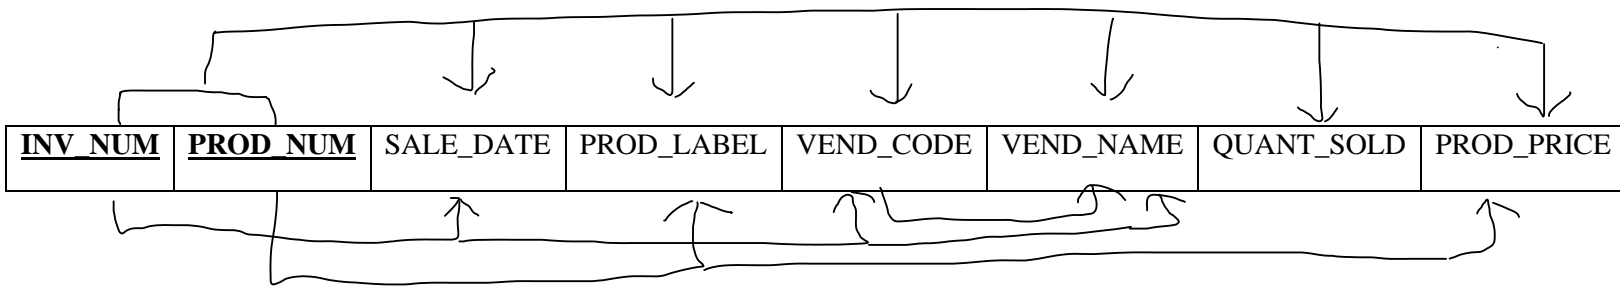 INV_NUM PROD_NUM SALE_DATE PROD_LABEL VEND_CODE VEND_NAME QUANT_SOLD PROD_PRICE